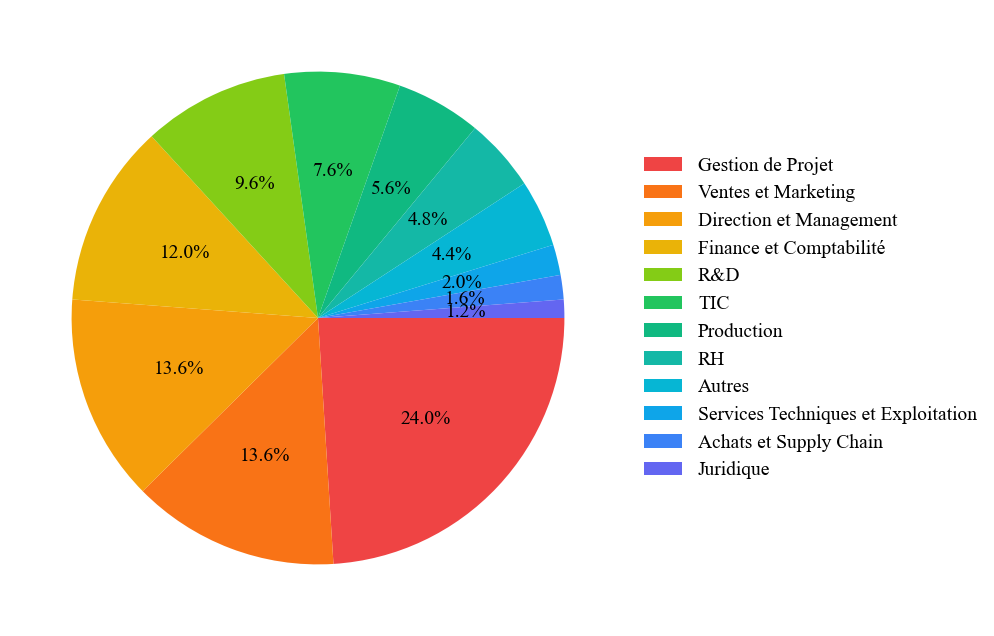 7.6%
9.6%
5.6%
4.8%
12.0%
4.4%
2.0%
1.6%
1.2%
13.6%
24.0%
13.6%
Gestion de Projet
Ventes et Marketing
Direction et Management
Finance et Comptabilité
R&D
TIC
Production
RH
Autres
Services Techniques et Exploitation
Achats et Supply Chain
Juridique